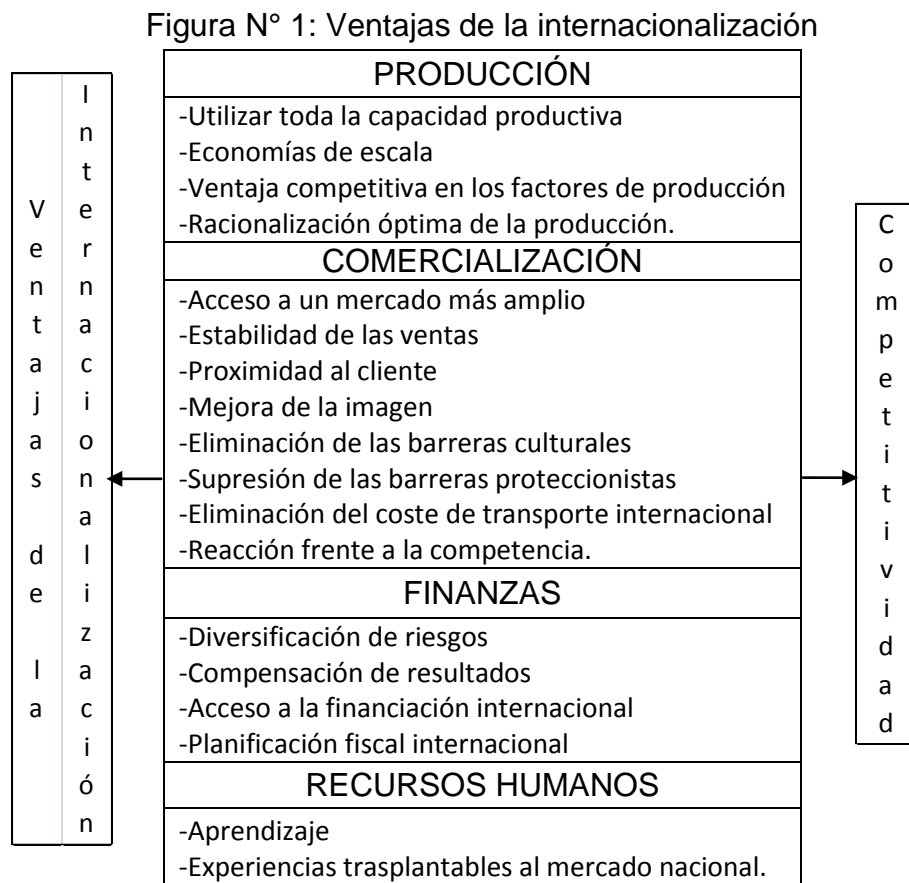 Figura N° 1: Ventajas de la internacionalización
Ventajas de la
Internacionalización
PRODUCCIÓN
-Utilizar toda la capacidad productiva
-Economías de escala
-Ventaja competitiva en los factores de producción
-Racionalización óptima de la producción.
COMERCIALIZACIÓN
-Acceso a un mercado más amplio
-Estabilidad de las ventas
-Proximidad al cliente
-Mejora de la imagen
-Eliminación de las barreras culturales
-Supresión de las barreras proteccionistas
-Eliminación del coste de transporte internacional
-Reacción frente a la competencia.
FINANZAS
-Diversificación de riesgos
-Compensación de resultados
-Acceso a la financiación internacional
-Planificación fiscal internacional
RECURSOS HUMANOS
-Aprendizaje
-Experiencias trasplantables al mercado nacional.
Competitividad